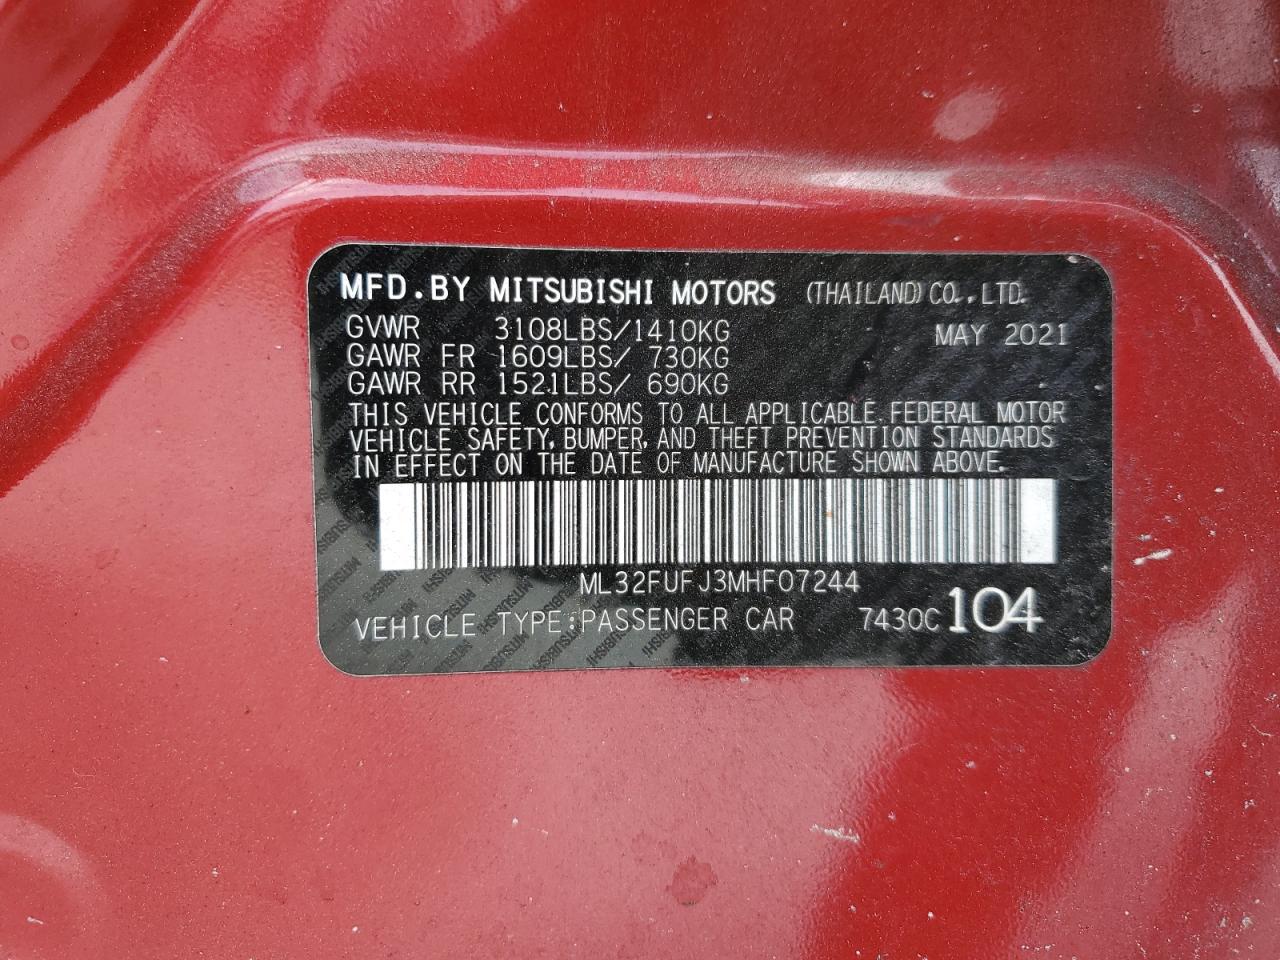 MFD.BY MITSUBISHI MOTORS (THAILAND) CO.,LTD.
GVWR 3108LBS/1410KG MAY 2021
GAWR FR 1609LBS/ 730KG
GAWR RR 1521LBS/ 690KG
THIS VEHICLE CONFORMS TO ALL APPLICABLE FEDERAL MOTOR
VEHICLE SAFETY, BUMPER, AND THEFT PREVENTION STANDARDS
IN EFFECT ON THE DATE OF MANUFACTURE SHOWN ABOVE.
ML32FUFJ3MHF07244
VEHICLE TYPE:PASSENGER CAR 7430C 104